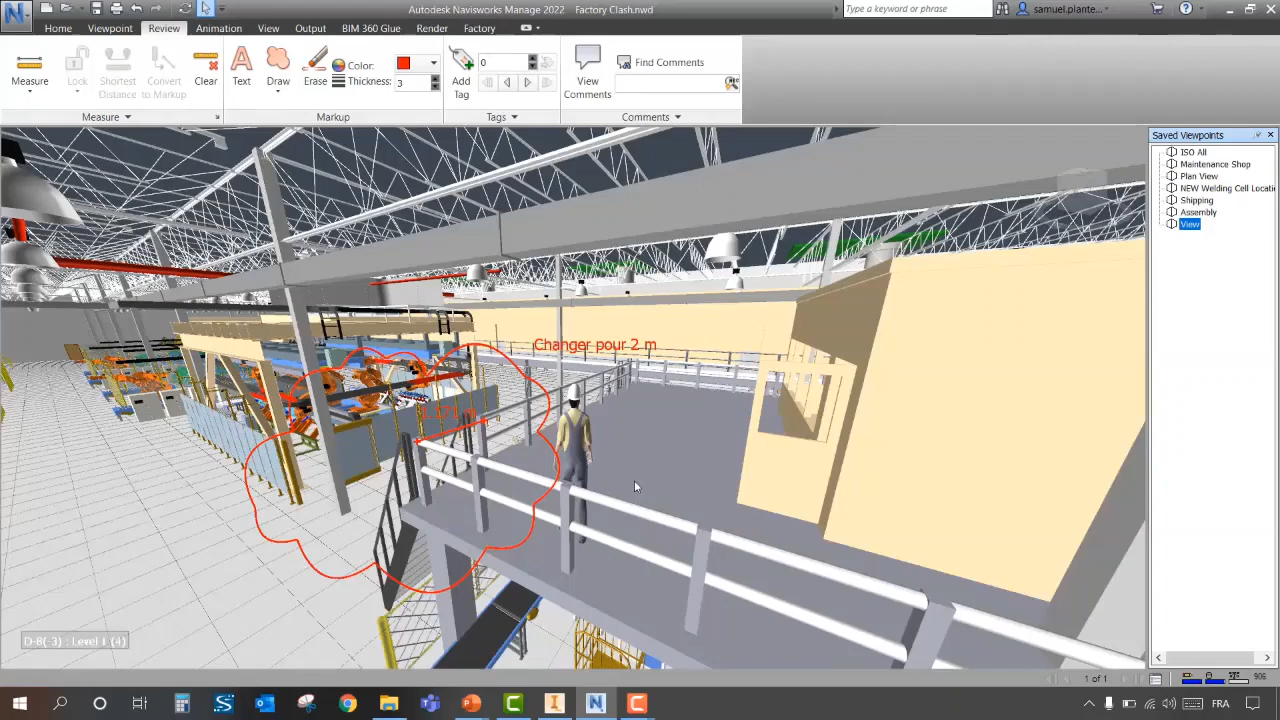 Autodesk Navisworks Manage 2022 Factory Clash.nwd
Type a keyword or phrase
samuel.plante...
Home Viewpoint Review Animation View Output BIM 360 Glue Render Factory
Measure
Lock
Shortest Distance
Convert to Markup
Clear
Text
Draw
Erase
Color:
Thickness: 3
Add Tag
0
View Comments
Find Comments
Measure
Markup
Tags
Comments
Saved Viewpoints
ISO All
Maintenance Shop
Plan View
NEW Welding Cell Locati
Shipping
Assembly
View
Changer pour 2 m
D-8(-3) : Level 1 (4)
1 of 1
906
FRA